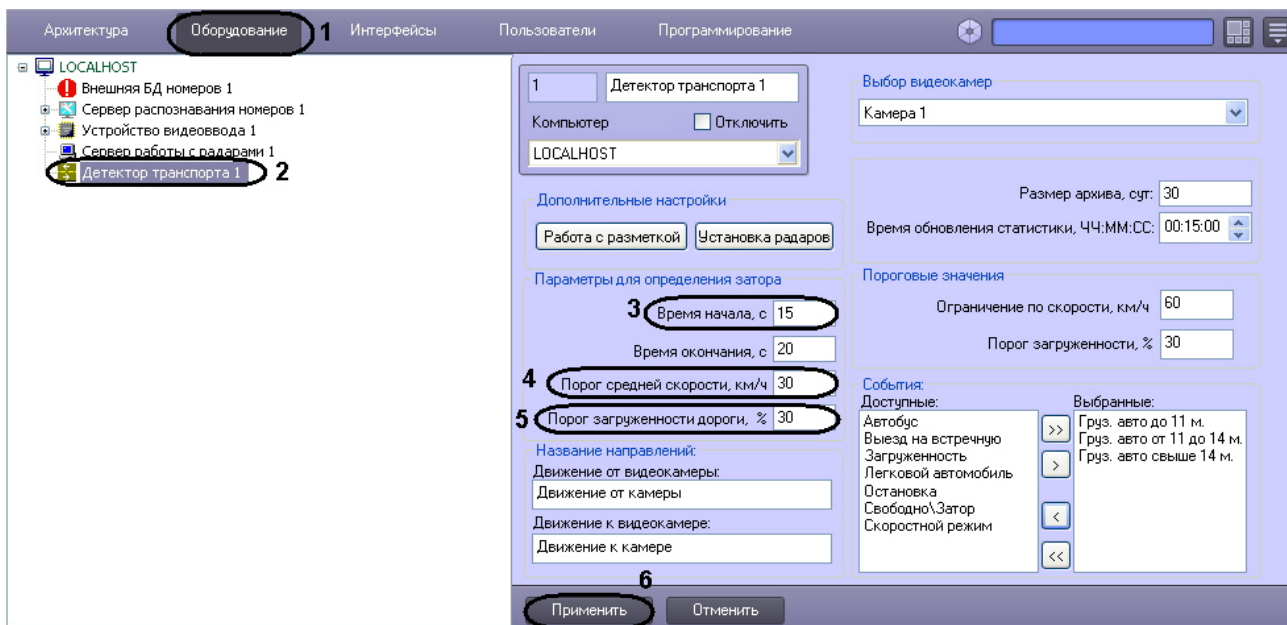 Архитектура Оборудование 1 Интерфейсы Пользователи Программирование
LOCALHOST
Внешняя БД номеров 1
Сервер распознавания номеров 1
Устройство видеоввода 1
Сервер работы с радарами 1
Детектор транспорта 1 2
1 Детектор транспорта 1
Компьютер Отключить
LOCALHOST
Дополнительные настройки
Работа с разметкой Установка радаров
Параметры для определения затора
3 Время начала, с 15
Время окончания, с 20
4 Порог средней скорости, км/ч 30
5 Порог загруженности дороги, % 30
Название направлений:
Движение от видеокамеры:
Движение от камеры
Движение к видеокамере:
Движение к камере
Выбор видеокамер
Камера 1
Размер архива, сут: 30
Время обновления статистики, ЧЧ:ММ:СС: 00:15:00
Пороговые значения
Ограничение по скорости, км/ч 60
Порог загруженности, % 30
События:
Доступные:
Автобус
Выезд на встречную
Загруженность
Легковой автомобиль
Остановка
Свободно\Затор
Скоростной режим
>>
>
<
<<
Выбранные:
Груз. авто до 11 м.
Груз. авто от 11 до 14 м.
Груз. авто свыше 14 м.
6
Применить Отменить